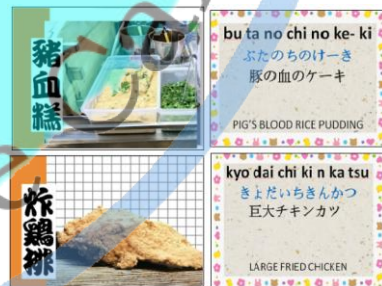 豬血糕
bu ta no chi no ke- ki
ぶたのちのけーき
豚の血のケーキ
PIG'S BLOOD RICE PUDDING
炸鶏排
kyo dai chi ki n ka tsu
きょだいちきんかつ
巨大チキンカツ
LARGE FRIED CHICKEN